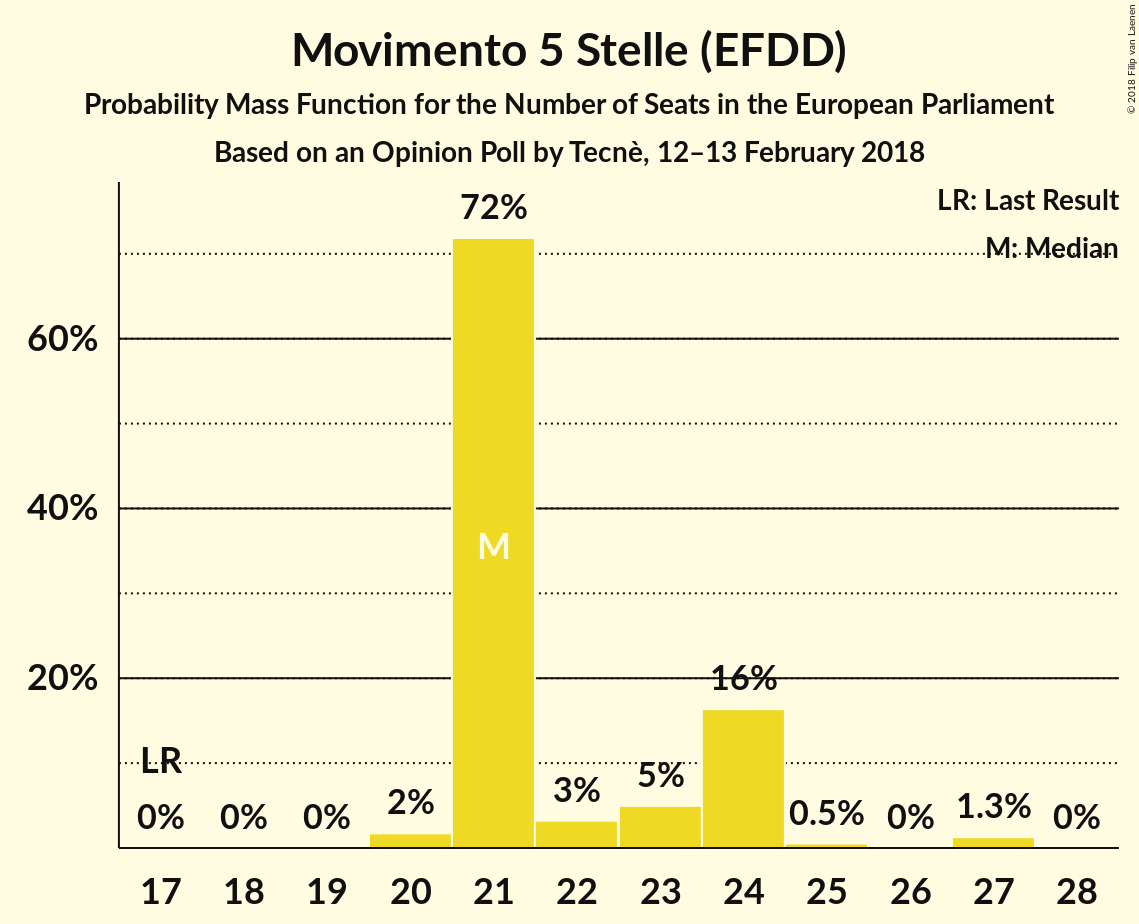 Movimento 5 Stelle (EFDD)
Probability Mass Function for the Number of Seats in the European Parliament
Based on an Opinion Poll by Tecnè, 12–13 February 2018
© 2018 Filip van Laenen
LR: Last Result
M: Median
72%
60%
40%
M
20%
16%
LR
0% 0% 0% 2% 3% 5% 0.5% 0% 1.3% 0%
17 18 19 20 21 22 23 24 25 26 27 28